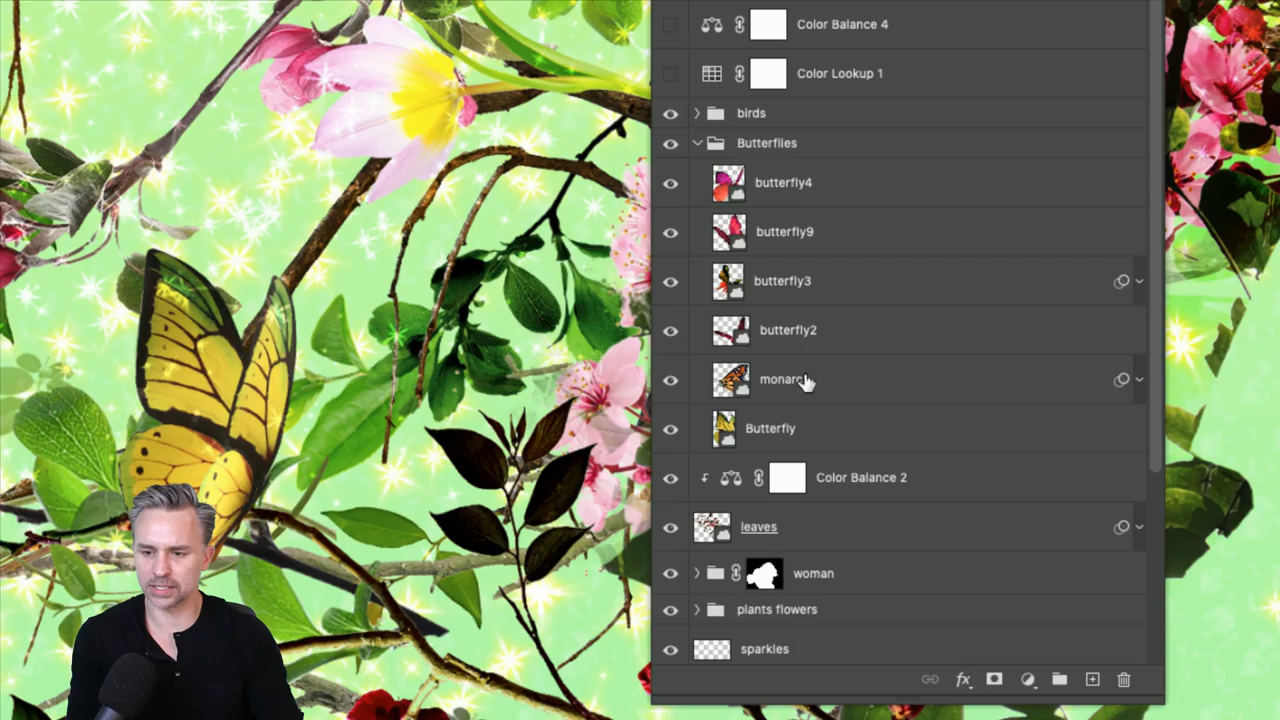 Color Balance 4
Color Lookup 1
birds
Butterflies
butterfly4
butterfly9
butterfly3
butterfly2
Butterfly
Color Balance 2
leaves
woman
plants flowers
sparkles
fx